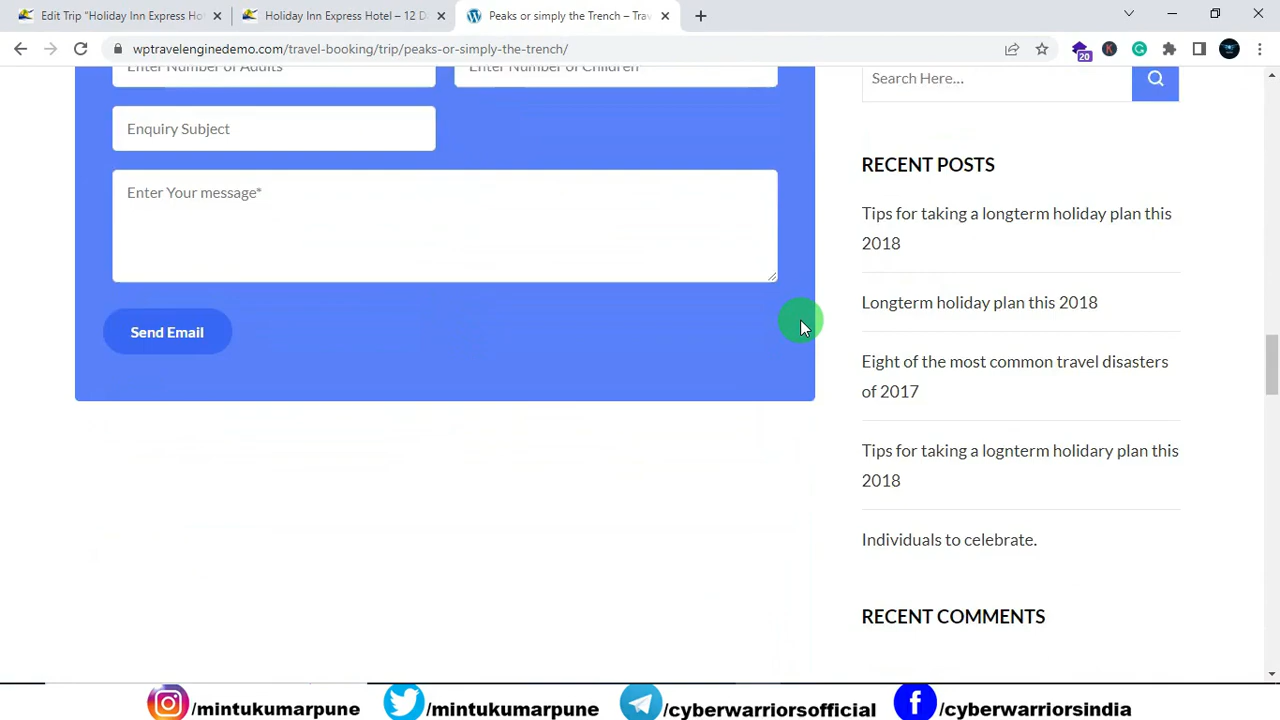 Edit Trip "Holiday Inn Express Ho
Holiday Inn Express Hotel – 12 D
Peaks or simply the Trench – Trav
wptravelenginedemo.com/travel-booking/trip/peaks-or-simply-the-trench/
20
K
Enter Number of Adults
Enter Number of Children
Search Here...
Enquiry Subject
Enter Your message*
Send Email
RECENT POSTS
Tips for taking a longterm holiday plan this
2018
Longterm holiday plan this 2018
Eight of the most common travel disasters
of 2017
Tips for taking a lognterm holidary plan this
2018
Individuals to celebrate.
RECENT COMMENTS
/mintukumarpune
/mintukumarpune
/cyberwarriorsofficial
/cyberwarriorsindia